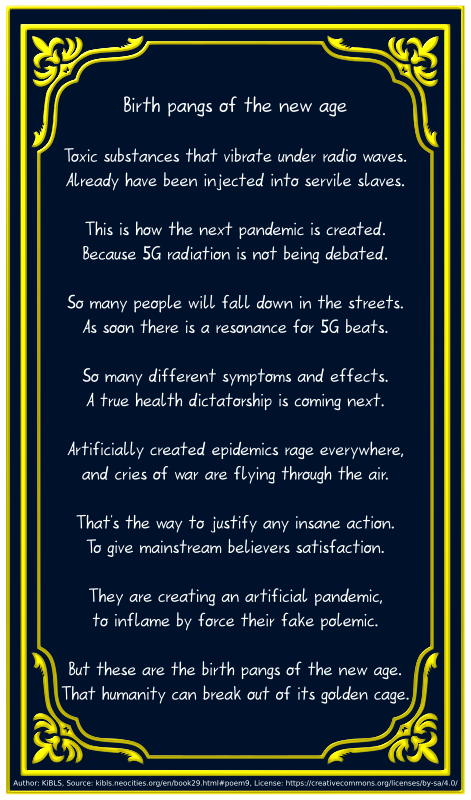 Birth pangs of the new age
Toxic substances that vibrate under radio waves.
Already have been injected into servile slaves.
This is how the next pandemic is created.
Because 5G radiation is not being debated.
So many people will fall down in the streets.
As soon there is a resonance for 5G beats.
So many different symptoms and effects.
A true health dictatorship is coming next.
Artificially created epidemics rage everywhere,
and cries of war are flying through the air.
That's the way to justify any insane action.
To give mainstream believers satisfaction.
They are creating an artificial pandemic,
to inflame by force their fake polemic.
But these are the birth pangs of the new age.
That humanity can break out of its golden cage.
Author: KiBLS, Source: kibls.neocities.org/en/book29.html#poem9, License: https://creativecommons.org/licenses/by-sa/4.0/